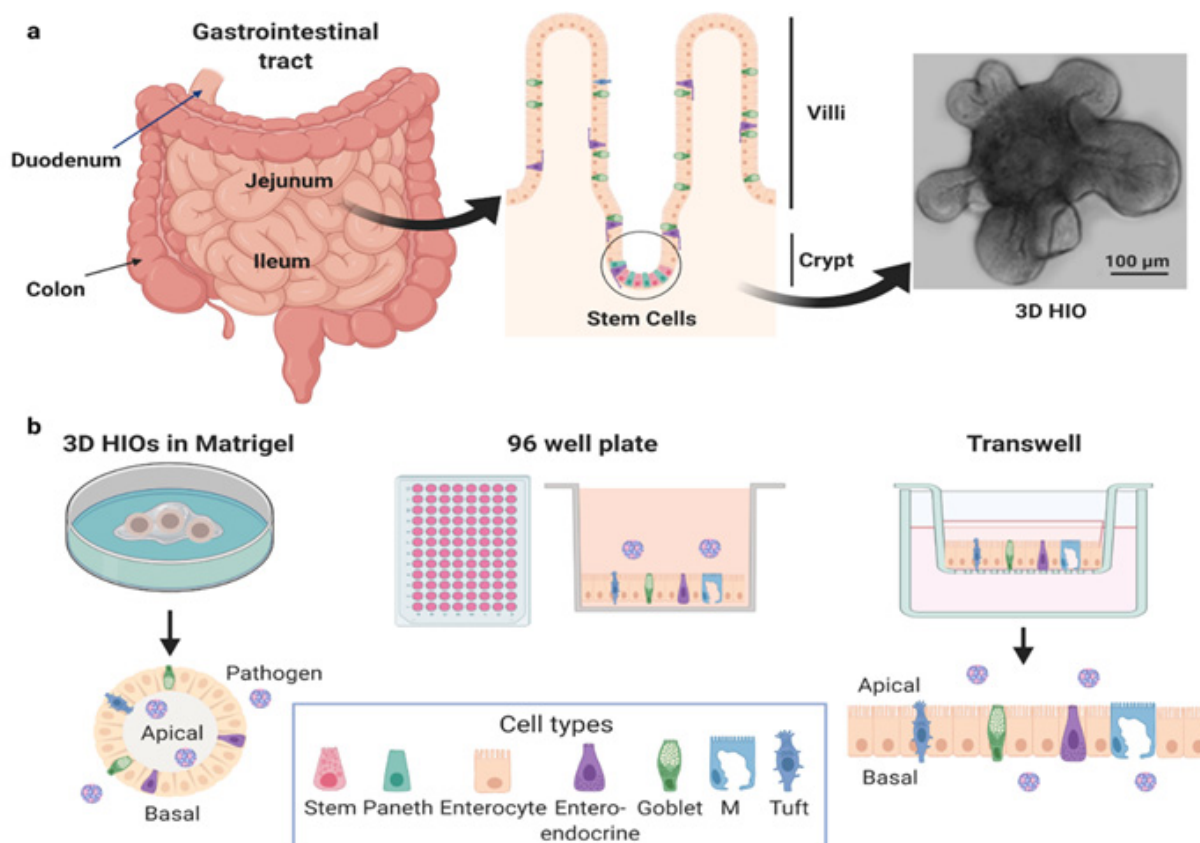 a
Gastrointestinal
tract
Duodenum
Jejunum
Ileum
Colon
Villi
Crypt
Stem Cells
100 µm
3D HIO
b
3D HIOs in Matrigel
96 well plate
Transwell
Pathogen
Apical
Basal
Cell types
Stem
Paneth
Enterocyte
Entero-
endocrine
Goblet
M
Tuft
Apical
Basal